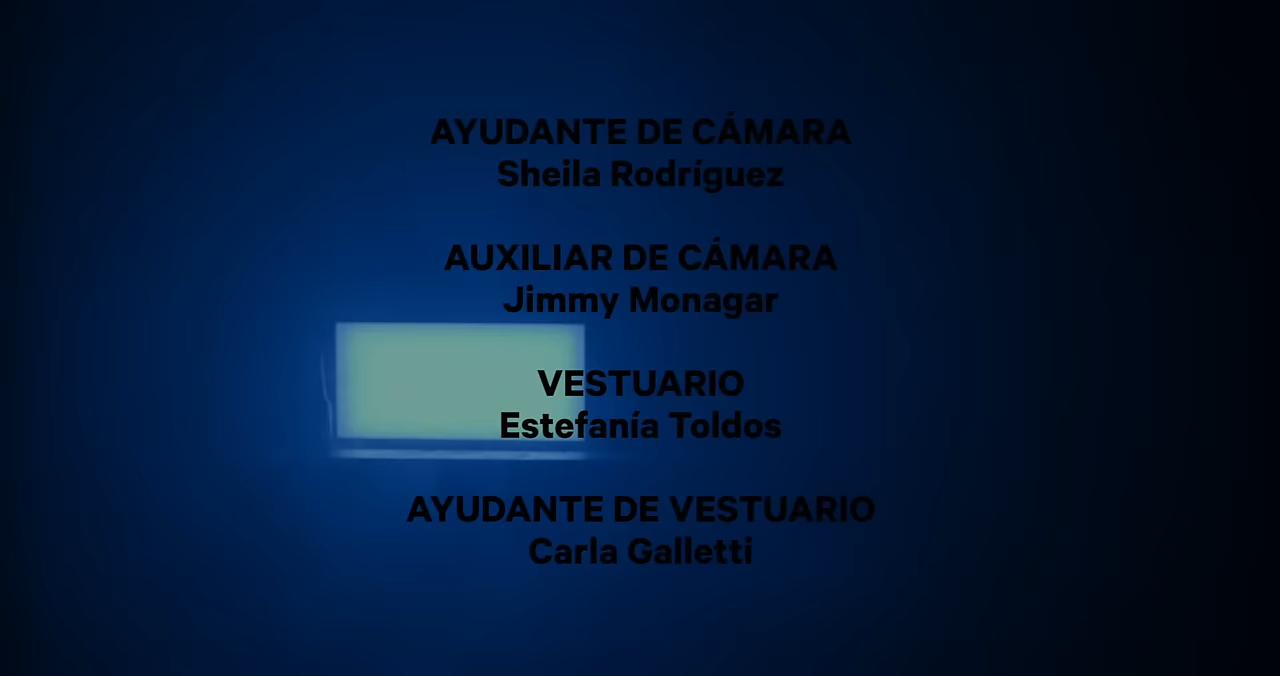 AYUDANTE DE CÁMARA
Sheila Rodríguez
AUXILIAR DE CÁMARA
Jimmy Monagar
VESTUARIO
Estefanía Toldos
AYUDANTE DE VESTUARIO
Carla Galletti